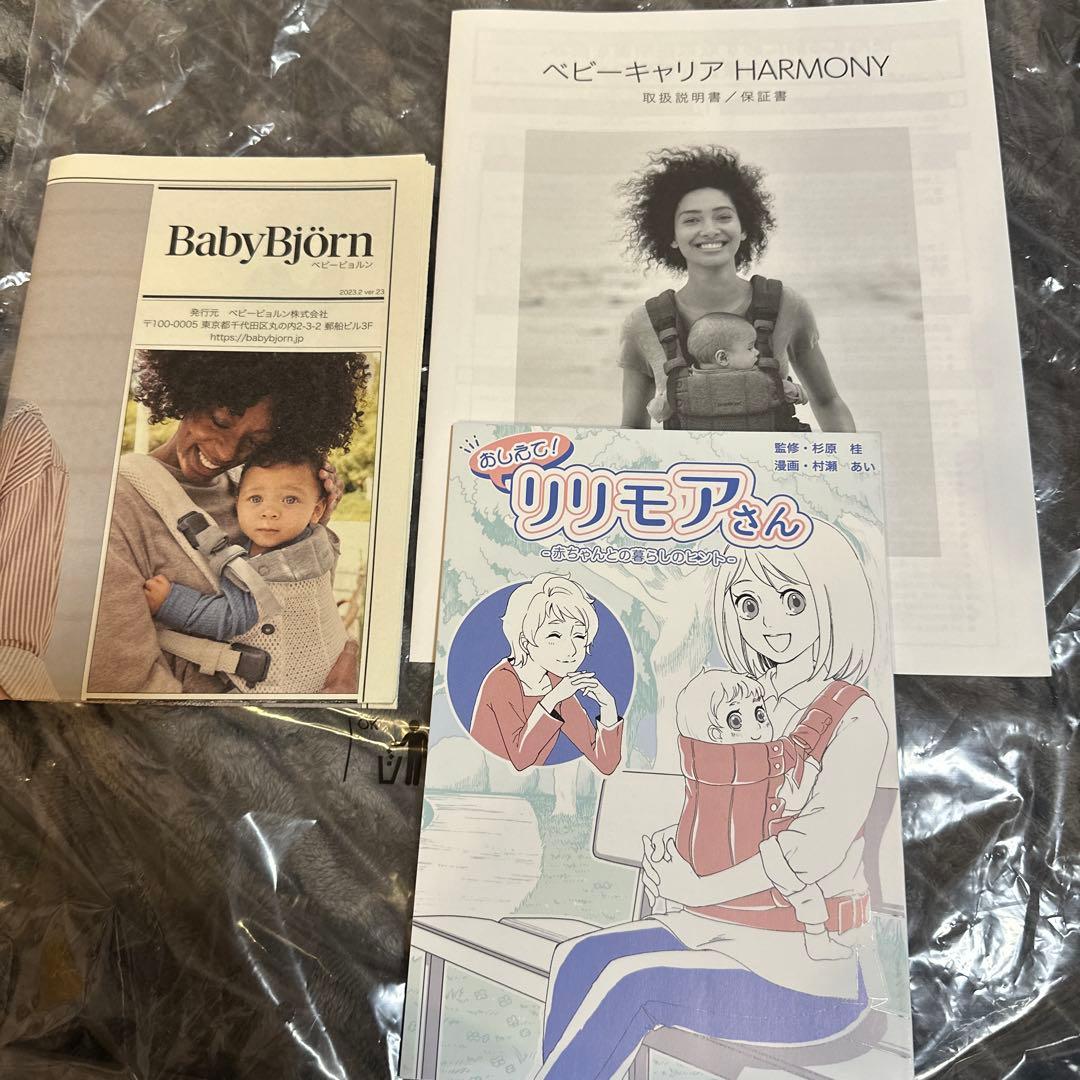 BabyBjörn
ベビービョルン
2023.2 ver.23
発行元 ベビービョルン株式会社
〒100-0005 東京都千代田区丸の内2-3-2 郵船ビル3F
https://babybjorn.jp
ベビーキャリア HARMONY
取扱説明書／保証書
おしえて!
リリモアさん
-赤ちゃんとの暮らしのヒント-
監修・杉原 桂
漫画・村瀬 あい
OK